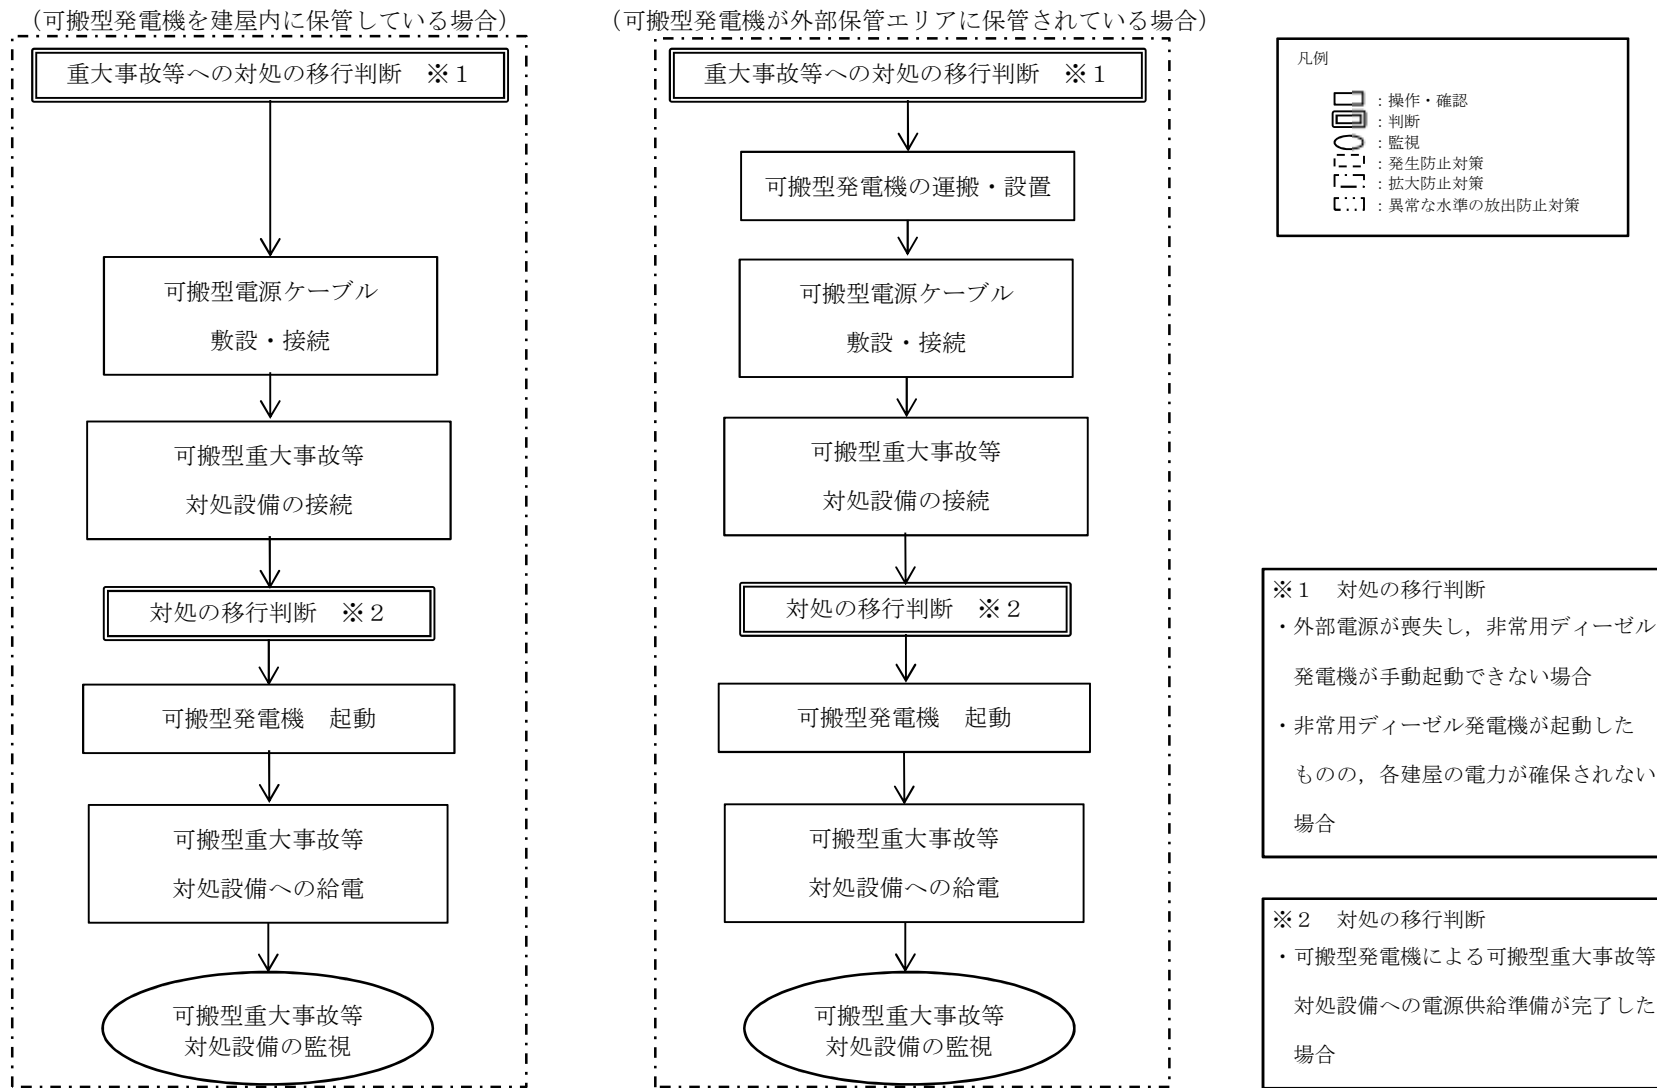 （可搬型発電機を建屋内に保管している場合）
重大事故等への対処の移行判断　※１
可搬型電源ケーブル
敷設・接続
可搬型重大事故等
対処設備の接続
対処の移行判断　※２
可搬型発電機　起動
可搬型重大事故等
対処設備への給電
可搬型重大事故等
対処設備の監視
（可搬型発電機が外部保管エリアに保管されている場合）
重大事故等への対処の移行判断　※１
可搬型発電機の運搬・設置
可搬型電源ケーブル
敷設・接続
可搬型重大事故等
対処設備の接続
対処の移行判断　※２
可搬型発電機　起動
可搬型重大事故等
対処設備への給電
可搬型重大事故等
対処設備の監視
凡例
：操作・確認
：判断
：監視
：発生防止対策
：拡大防止対策
：異常な水準の放出防止対策
※１　対処の移行判断
・外部電源が喪失し，非常用ディーゼル
発電機が手動起動できない場合
・非常用ディーゼル発電機が起動した
ものの，各建屋の電力が確保されない
場合
※２　対処の移行判断
・可搬型発電機による可搬型重大事故等
対処設備への電源供給準備が完了した
場合